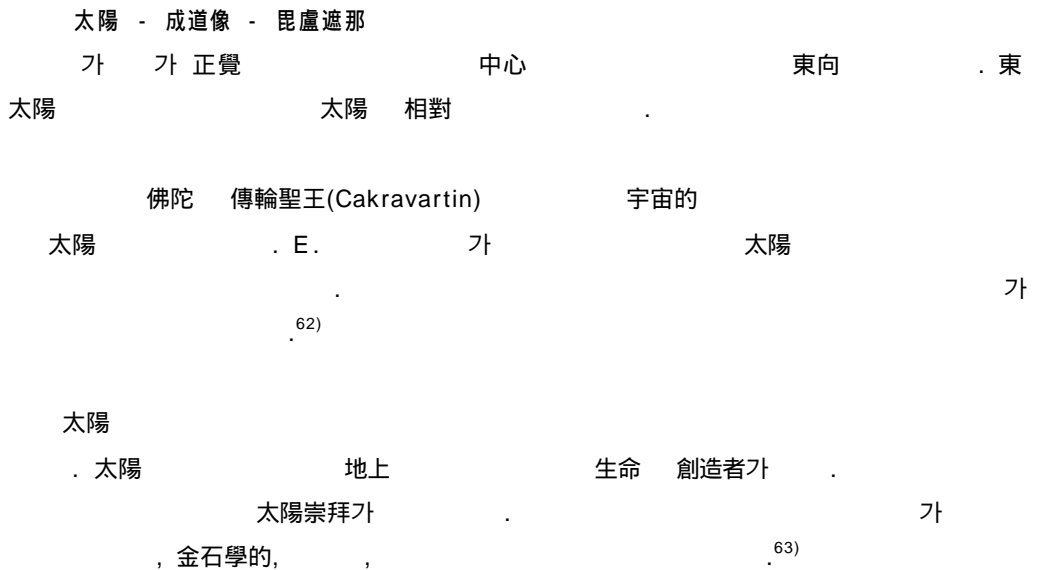 太陽 - 成道像 - 毘盧遮那
가 가 正覺 中心 東向 . 東
太陽 太陽 相對 .
佛陀 傳輪聖王(Cakravartin) 宇宙的
太陽 . E. 가 太陽
. 가
.62)
太陽
. 太陽 地上 生命 創造者가 .
太陽崇拜가 . 가
, 金石學的, , .63)